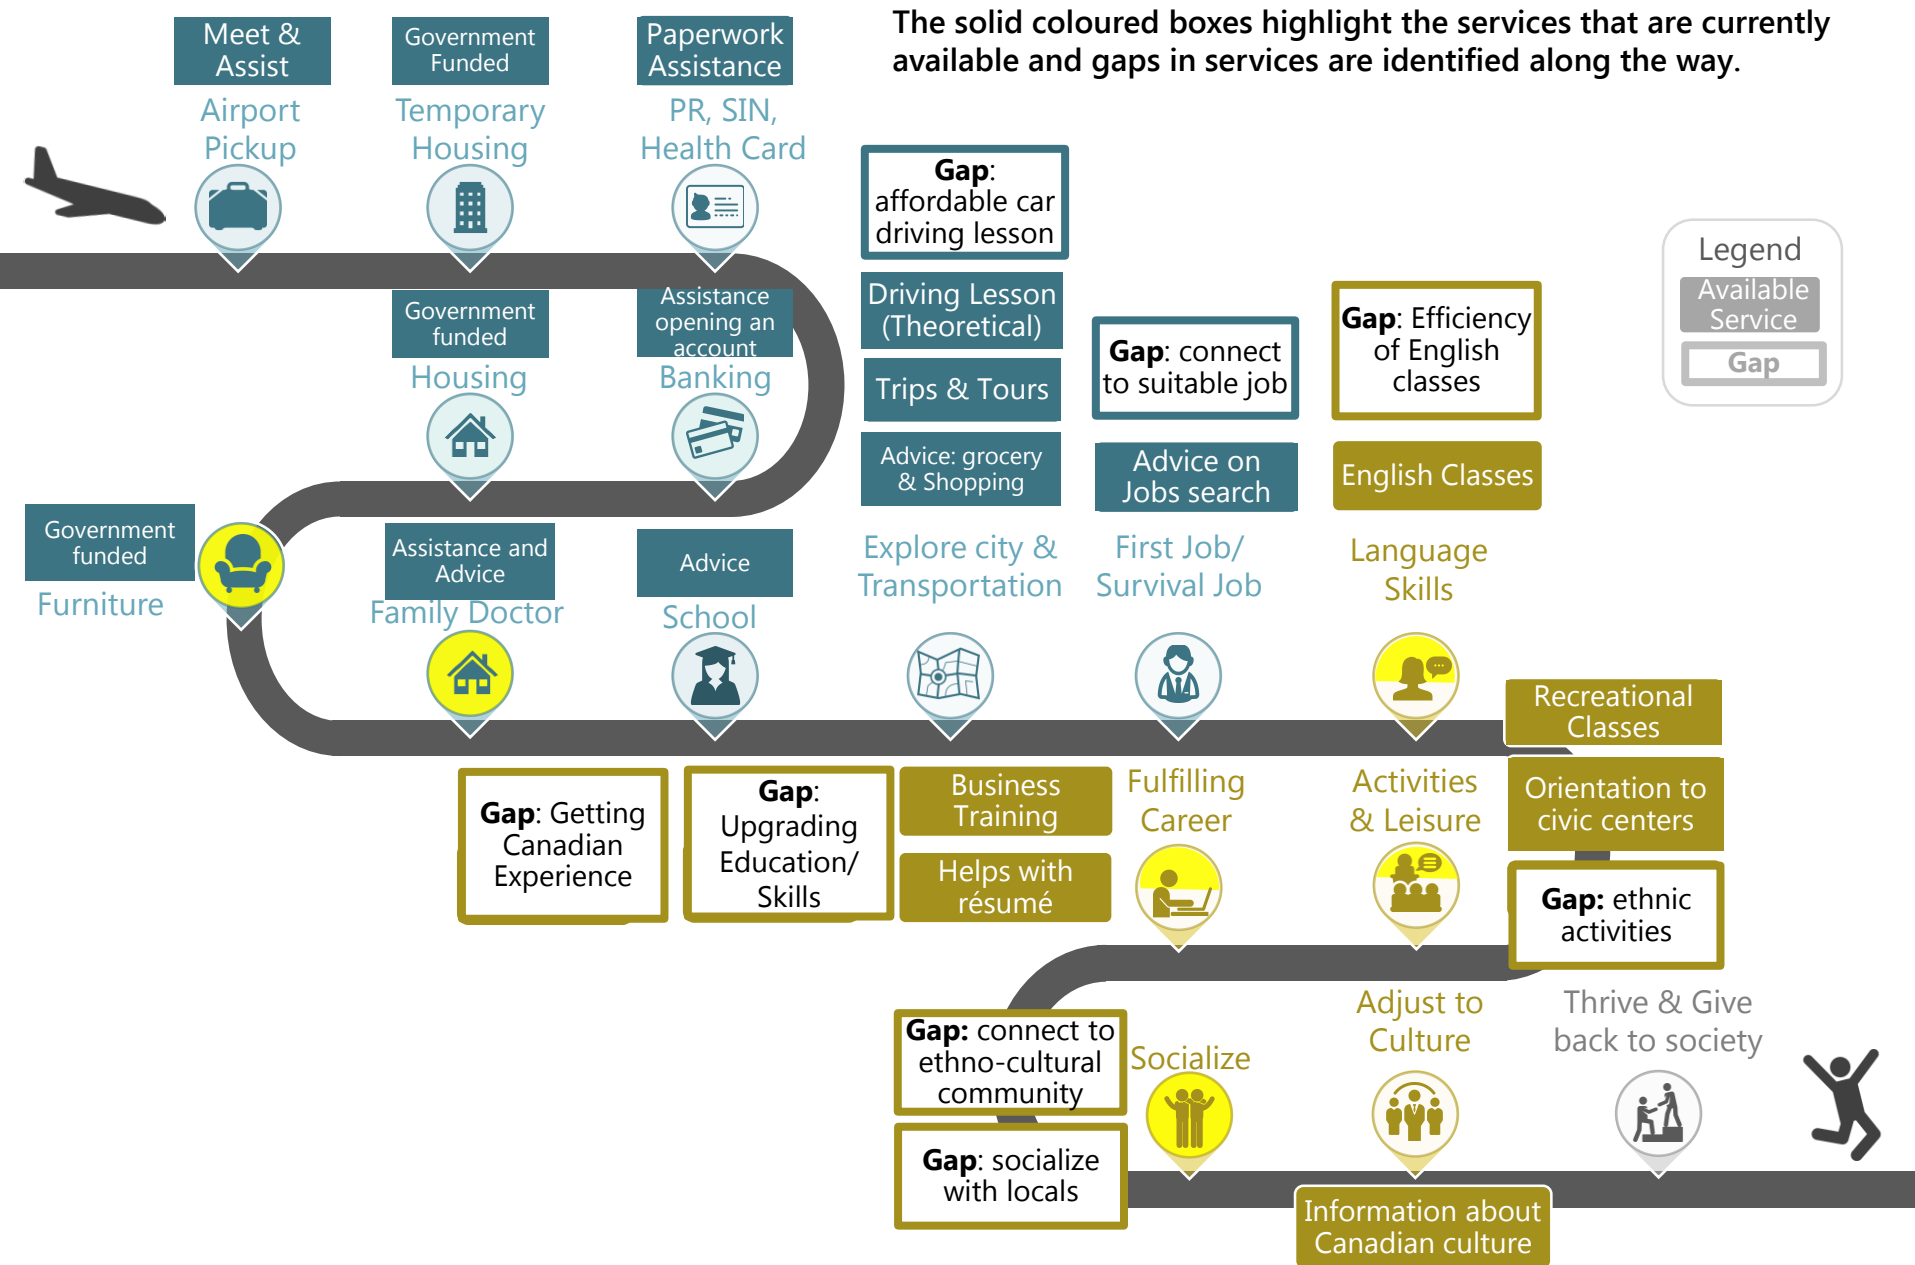 The solid coloured boxes highlight the services that are currently
available and gaps in services are identified along the way.
Meet &
Assist
Airport
Pickup
Government
Funded
Temporary
Housing
Paperwork
Assistance
PR, SIN,
Health Card
Legend
Available
Service
Gap
Government
funded
Housing
Assistance
opening an
account
Banking
Government
funded
Furniture
Assistance and
Advice
Family Doctor
Advice
School
Gap:
affordable car
driving lesson
Driving Lesson
(Theoretical)
Trips & Tours
Advice: grocery
& Shopping
Explore city &
Transportation
Gap: connect
to suitable job
Advice on
Jobs search
First Job/
Survival Job
Gap: Efficiency
of English
classes
English Classes
Language
Skills
Recreational
Classes
Orientation to
civic centers
Gap: ethnic
activities
Activities
& Leisure
Fulfilling
Career
Business
Training
Helps with
résumé
Gap:
Upgrading
Education/
Skills
Gap: Getting
Canadian
Experience
Gap: connect to
ethno-cultural
community
Gap: socialize
with locals
Socialize
Adjust to
Culture
Information about
Canadian culture
Thrive & Give
back to society